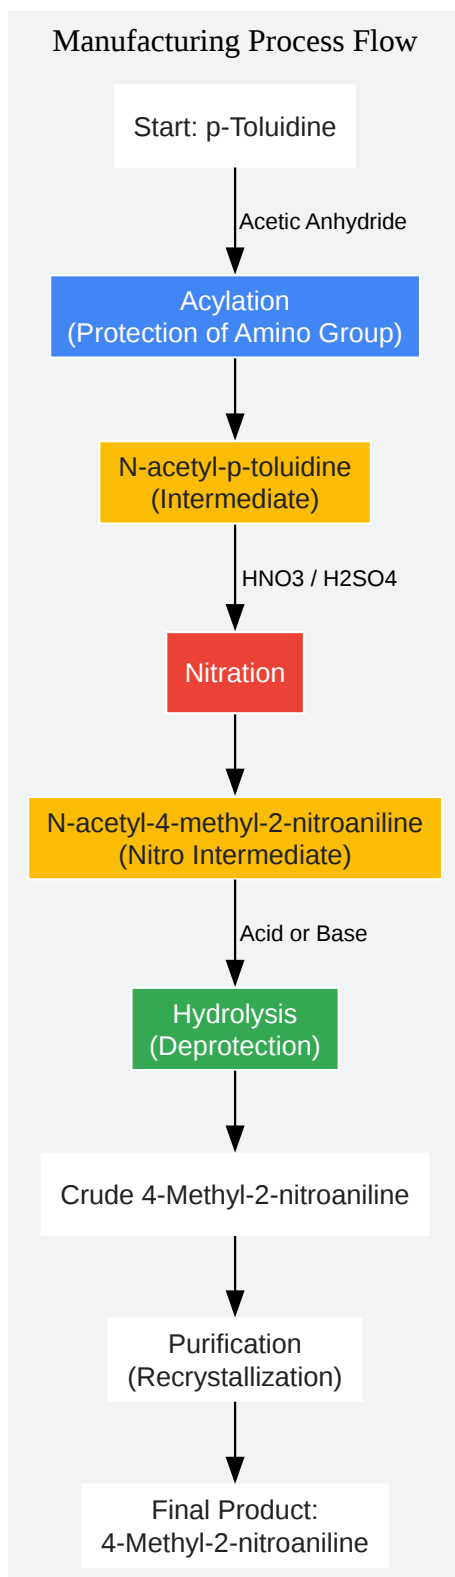 Manufacturing Process Flow
Start: p-Toluidine
Acetic Anhydride
Acylation
(Protection of Amino Group)
N-acetyl-p-toluidine
(Intermediate)
HNO3 / H2SO4
Nitration
N-acetyl-4-methyl-2-nitroaniline
(Nitro Intermediate)
Acid or Base
Hydrolysis
(Deprotection)
Crude 4-Methyl-2-nitroaniline
Purification
(Recrystallization)
Final Product:
4-Methyl-2-nitroaniline